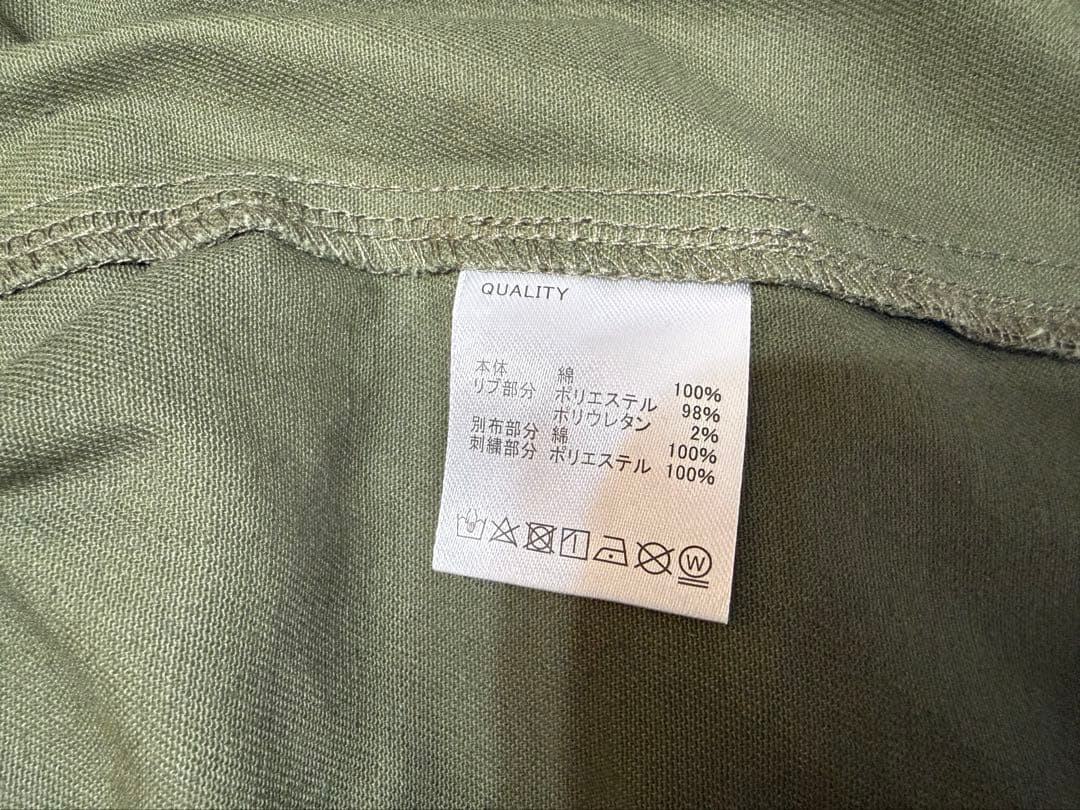 QUALITY
本体 綿 100%
リブ部分 ポリエステル 98%
ポリウレタン 2%
別布部分 綿 100%
刺繍部分 ポリエステル 100%
W